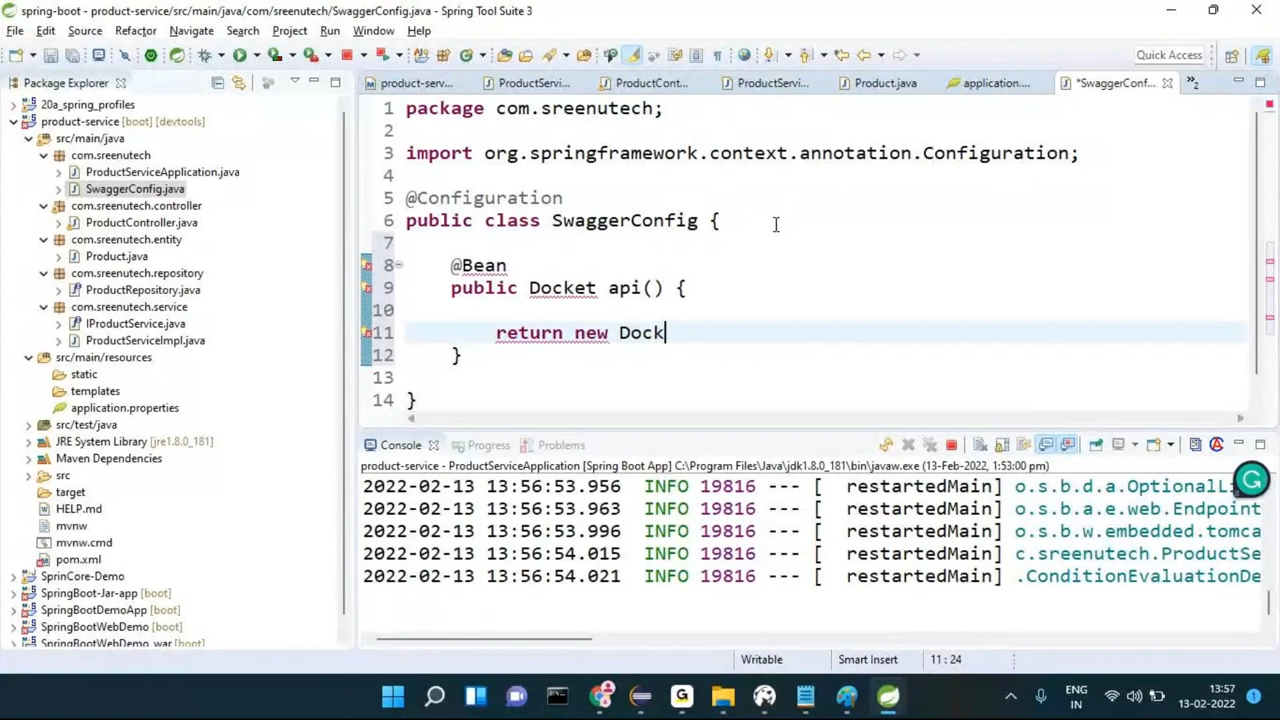 spring-boot - product-service/src/main/java/com/sreenutech/SwaggerConfig.java - Spring Tool Suite 3
File Edit Source Refactor Navigate Search Project Run Window Help
Quick Access
Package Explorer
product-serv...
ProductServi...
ProductCont...
ProductServi...
Product.java
application....
*SwaggerConf...
2
20a_spring_profiles
product-service [boot] [devtools]
src/main/java
com.sreenutech
ProductServiceApplication.java
SwaggerConfig.java
com.sreenutech.controller
ProductController.java
com.sreenutech.entity
Product.java
com.sreenutech.repository
ProductRepository.java
com.sreenutech.service
IProductService.java
ProductServiceImpl.java
src/main/resources
static
templates
application.properties
src/test/java
JRE System Library [jre1.8.0_181]
Maven Dependencies
src
target
HELP.md
mvnw
mvnw.cmd
pom.xml
SprinCore-Demo
SpringBoot-Jar-app [boot]
SpringBootDemoApp [boot]
SpringBootWebDemo [boot]
SpringBootWebDemo_war [boot]
1 package com.sreenutech;
2
3 import org.springframework.context.annotation.Configuration;
4
5 @Configuration
6 public class SwaggerConfig {
7
8 @Bean
9 public Docket api() {
10
11 return new Dock
12 }
13
14 }
Console Progress Problems
product-service - ProductServiceApplication [Spring Boot App] C:\Program Files\Java\jdk1.8.0_181\bin\javaw.exe (13-Feb-2022, 1:53:00 pm)
2022-02-13 13:56:53.956 INFO 19816 --- [ restartedMain] o.s.b.d.a.OptionalLi
2022-02-13 13:56:53.963 INFO 19816 --- [ restartedMain] o.s.b.a.e.web.Endpoint
2022-02-13 13:56:53.996 INFO 19816 --- [ restartedMain] o.s.b.w.embedded.tomca
2022-02-13 13:56:54.015 INFO 19816 --- [ restartedMain] c.sreenutech.ProductSe
2022-02-13 13:56:54.021 INFO 19816 --- [ restartedMain] .ConditionEvaluationDe
Writable Smart Insert 11 : 24
ENG
IN
13:57
13-02-2022
1